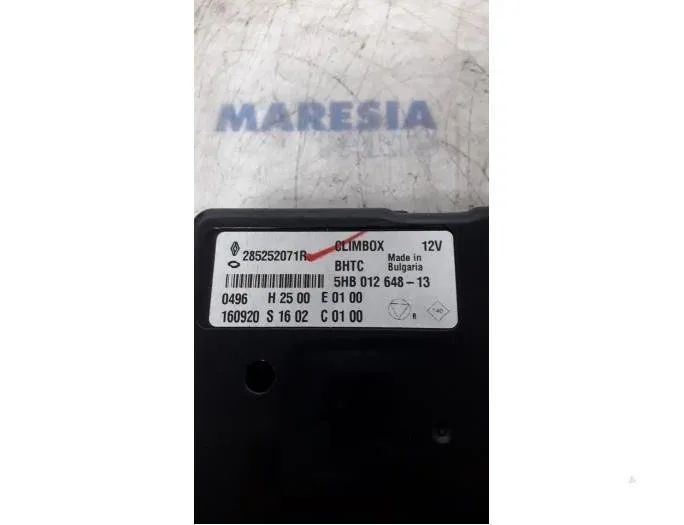 MARESIA
285252071R CLIMBOX 12V
BHTC Made in Bulgaria
5HB 012 648-13
0496 H 25 00 E 01 00
160920 S 16 02 C 01 00
R